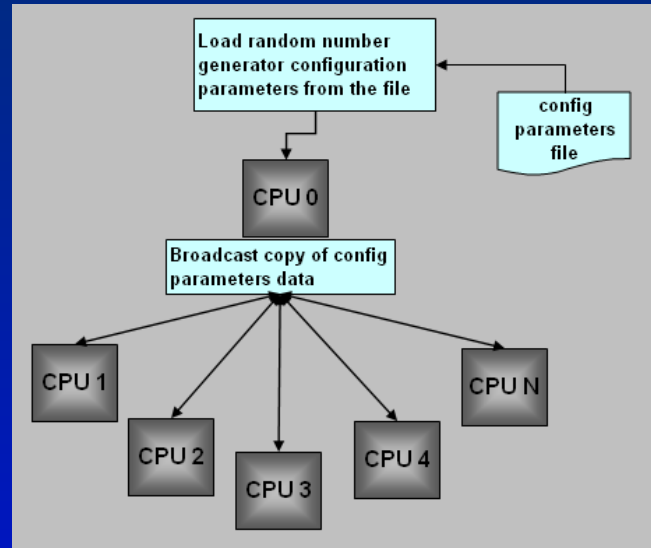 Load random number
generator configuration
parameters from the file
config
parameters
file
CPU 0
Broadcast copy of config
parameters data
CPU 1
CPU 2
CPU 3
CPU 4
CPU N